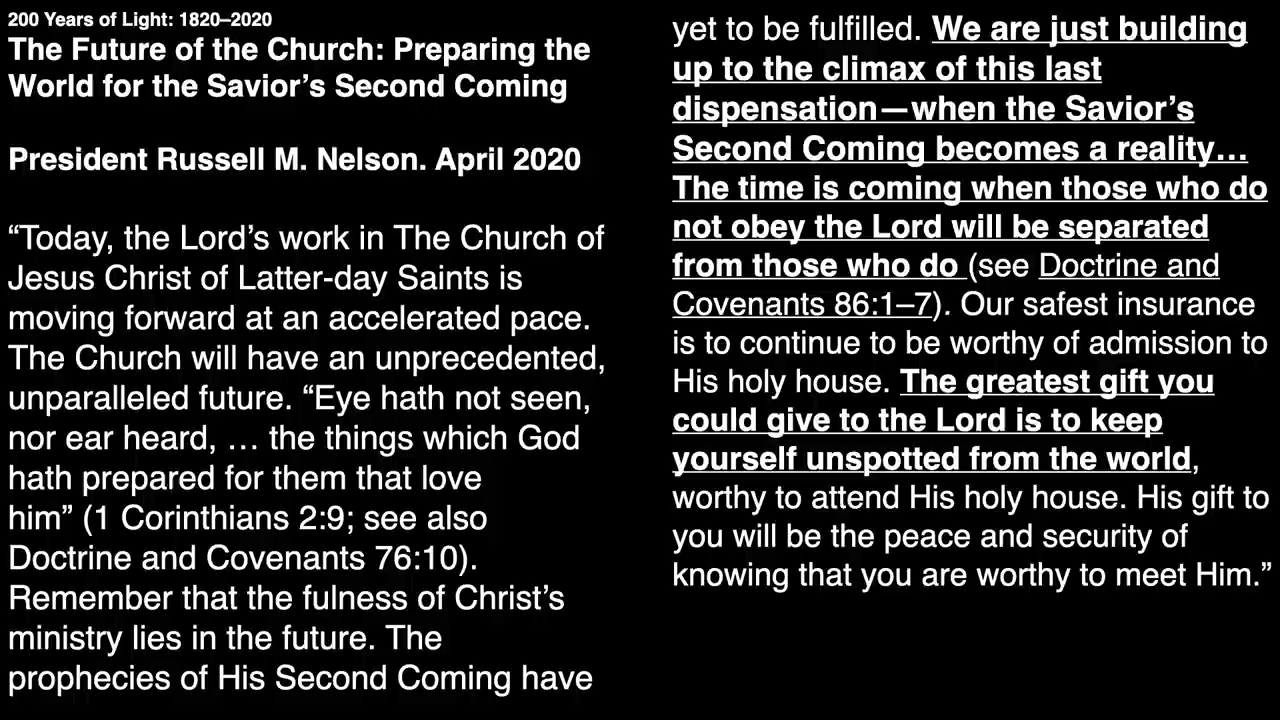 200 Years of Light: 1820–2020
The Future of the Church: Preparing the
World for the Savior’s Second Coming
President Russell M. Nelson. April 2020
“Today, the Lord’s work in The Church of
Jesus Christ of Latter-day Saints is
moving forward at an accelerated pace.
The Church will have an unprecedented,
unparalleled future. “Eye hath not seen,
nor ear heard, … the things which God
hath prepared for them that love
him” (1 Corinthians 2:9; see also
Doctrine and Covenants 76:10).
Remember that the fulness of Christ’s
ministry lies in the future. The
prophecies of His Second Coming have
yet to be fulfilled. We are just building
up to the climax of this last
dispensation—when the Savior’s
Second Coming becomes a reality…
The time is coming when those who do
not obey the Lord will be separated
from those who do (see Doctrine and
Covenants 86:1–7). Our safest insurance
is to continue to be worthy of admission to
His holy house. The greatest gift you
could give to the Lord is to keep
yourself unspotted from the world,
worthy to attend His holy house. His gift to
you will be the peace and security of
knowing that you are worthy to meet Him.”